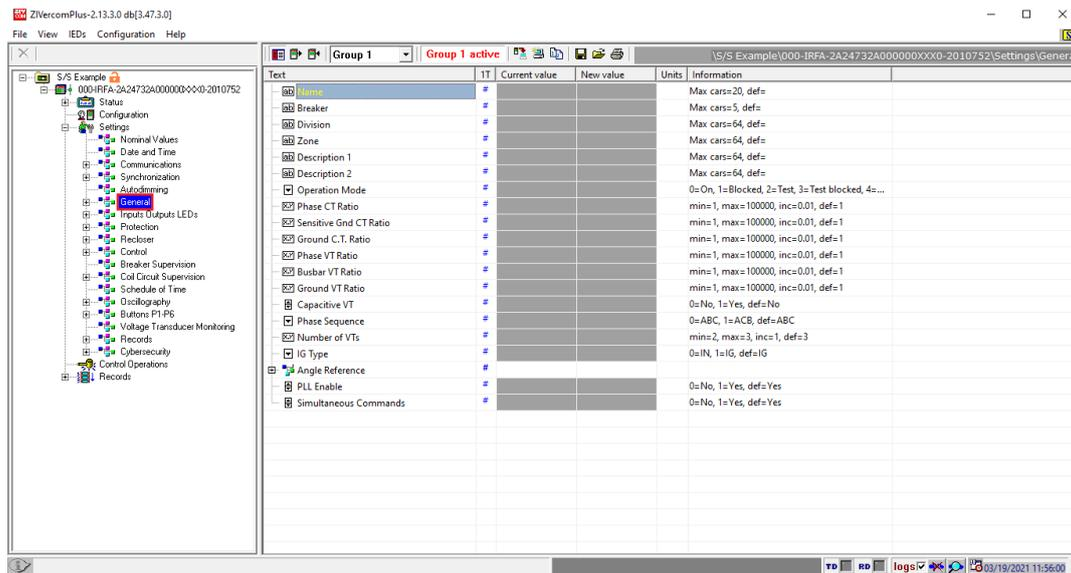 ZIVercomPlus-2.13.3.0 db[3.47.3.0]
File View IEDs Configuration Help
Group 1 Group 1 active \S/S Example\000-IRFA-2A24732A000000XXX0-2010752\Settings\Genera
S/S Example
000-IRFA-2A24732A000000XXX0-2010752
Status
Configuration
Settings
Nominal Values
Date and Time
Communications
Synchronization
Autodimming
General
Inputs Outputs LEDs
Protection
Recloser
Control
Breaker Supervision
Coil Circuit Supervision
Schedule of Time
Oscillography
Buttons P1-P6
Voltage Transducer Monitoring
Records
Cybersecurity
Control Operations
Records
Text 1T Current value New value Units Information
Name # Max cars=20, def=
Breaker # Max cars=5, def=
Division # Max cars=64, def=
Zone # Max cars=64, def=
Description 1 # Max cars=64, def=
Description 2 # Max cars=64, def=
Operation Mode # 0=On, 1=Blocked, 2=Test, 3=Test blocked, 4=...
Phase CT Ratio # min=1, max=100000, inc=0.01, def=1
Sensitive Gnd CT Ratio # min=1, max=100000, inc=0.01, def=1
Ground C.T. Ratio # min=1, max=100000, inc=0.01, def=1
Phase VT Ratio # min=1, max=100000, inc=0.01, def=1
Busbar VT Ratio # min=1, max=100000, inc=0.01, def=1
Ground VT Ratio # min=1, max=100000, inc=0.01, def=1
Capacitive VT # 0=No, 1=Yes, def=No
Phase Sequence # 0=ABC, 1=ACB, def=ABC
Number of VTs # min=2, max=3, inc=1, def=3
IG Type # 0=IN, 1=IG, def=IG
Angle Reference #
PLL Enable # 0=No, 1=Yes, def=Yes
Simultaneous Commands # 0=No, 1=Yes, def=Yes
TD RD logs 03/19/2021 11:56:00